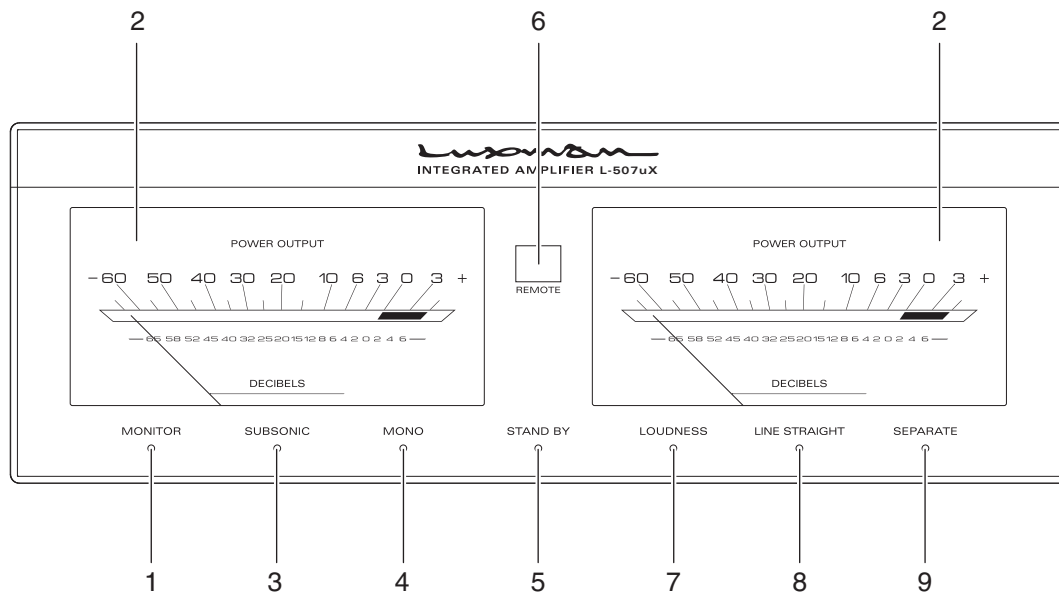 2 6 2
Luxman
INTEGRATED AMPLIFIER L-507uX
POWER OUTPUT
-60 50 40 30 20 10 6 3 0 3 +
— 65 58 52 45 40 32 25 20 15 12 8 6 4 2 0 2 4 6 —
DECIBELS
REMOTE
POWER OUTPUT
-60 50 40 30 20 10 6 3 0 3 +
— 65 58 52 45 40 32 25 20 15 12 8 6 4 2 0 2 4 6 —
DECIBELS
MONITOR SUBSONIC MONO STAND BY LOUDNESS LINE STRAIGHT SEPARATE
1 3 4 5 7 8 9